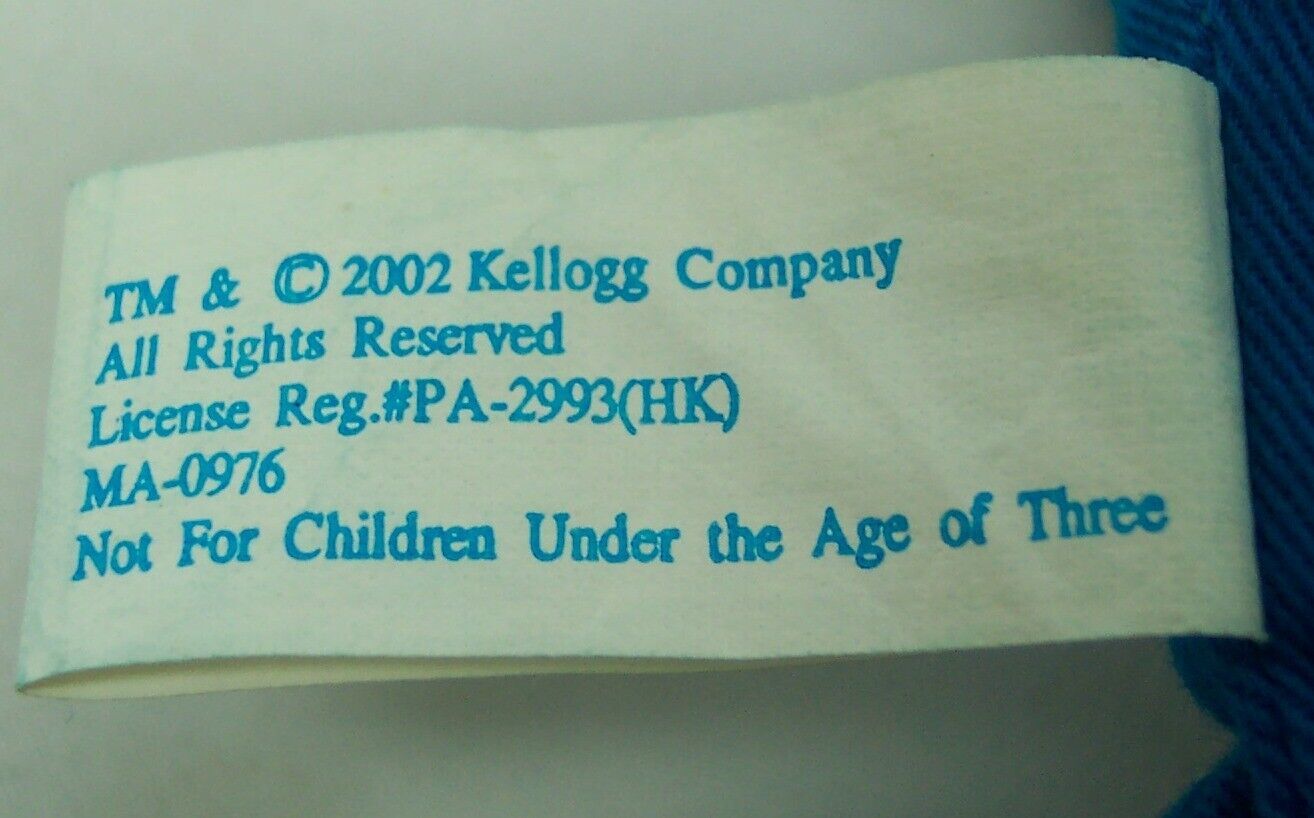 TM & © 2002 Kellogg Company
All Rights Reserved
License Reg.#PA-2993(HK)
MA-0976
Not For Children Under the Age of Three